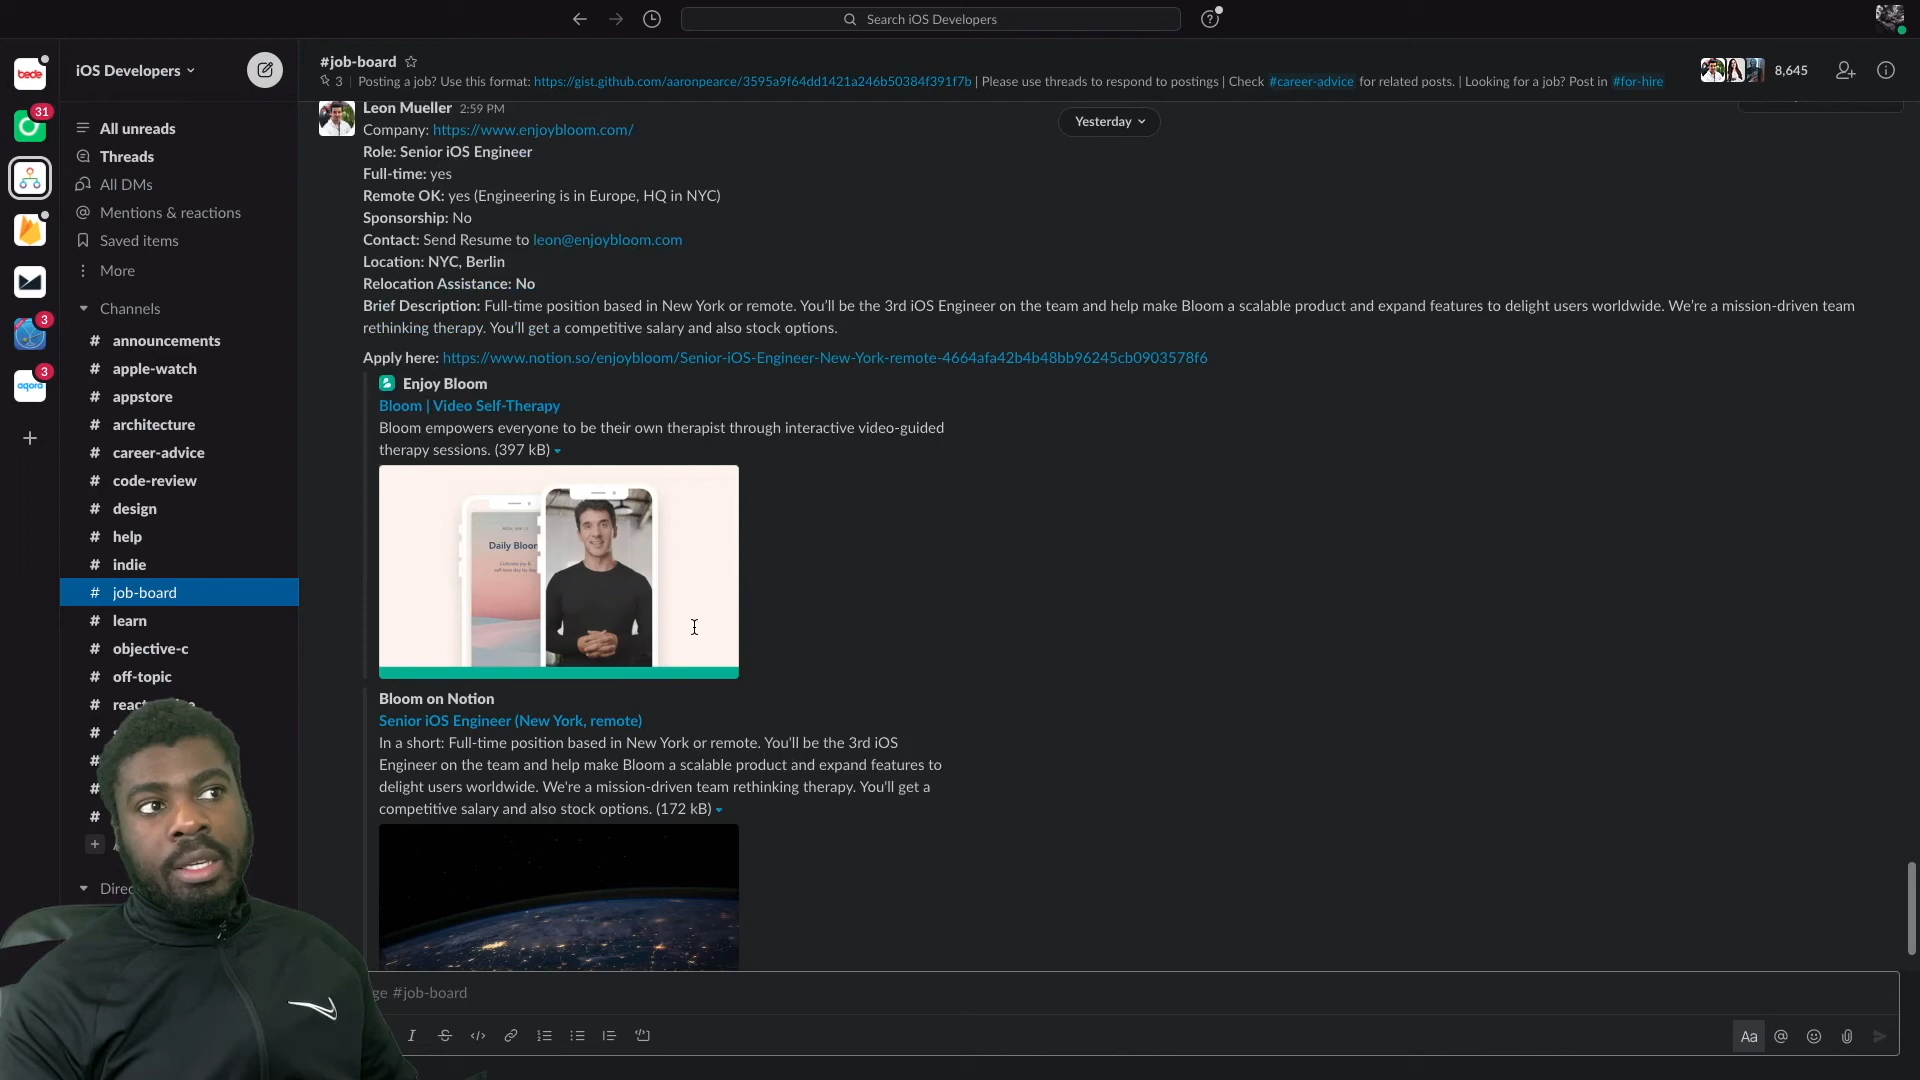 Search iOS Developers
bede
iOS Developers
31
3
3
agora
All unreads
Threads
All DMs
Mentions & reactions
Saved items
More
Channels
# announcements
# apple-watch
# appstore
# architecture
# career-advice
# code-review
# design
# help
# indie
# job-board
# learn
# objective-c
# off-topic
#
#
#
#
#
#job-board
3 | Posting a job? Use this format: https://gist.github.com/aaronpearce/3595a9f64dd1421a246b50384f391f7b | Please use threads to respond to postings | Check #career-advice for related posts. | Looking for a job? Post in #for-hire
8,645
Yesterday
Leon Mueller 2:59 PM
Company: https://www.enjoybloom.com/
Role: Senior iOS Engineer
Full-time: yes
Remote OK: yes (Engineering is in Europe, HQ in NYC)
Sponsorship: No
Contact: Send Resume to leon@enjoybloom.com
Location: NYC, Berlin
Relocation Assistance: No
Brief Description: Full-time position based in New York or remote. You’ll be the 3rd iOS Engineer on the team and help make Bloom a scalable product and expand features to delight users worldwide. We’re a mission-driven team
rethinking therapy. You’ll get a competitive salary and also stock options.
Apply here: https://www.notion.so/enjoybloom/Senior-iOS-Engineer-New-York-remote-4664afa42b4b48bb96245cb0903578f6
Enjoy Bloom
Bloom | Video Self-Therapy
Bloom empowers everyone to be their own therapist through interactive video-guided
therapy sessions. (397 kB)
Daily Bloom
Bloom on Notion
Senior iOS Engineer (New York, remote)
In a short: Full-time position based in New York or remote. You'll be the 3rd iOS
Engineer on the team and help make Bloom a scalable product and expand features to
delight users worldwide. We're a mission-driven team rethinking therapy. You'll get a
competitive salary and also stock options. (172 kB)
#job-board
Aa